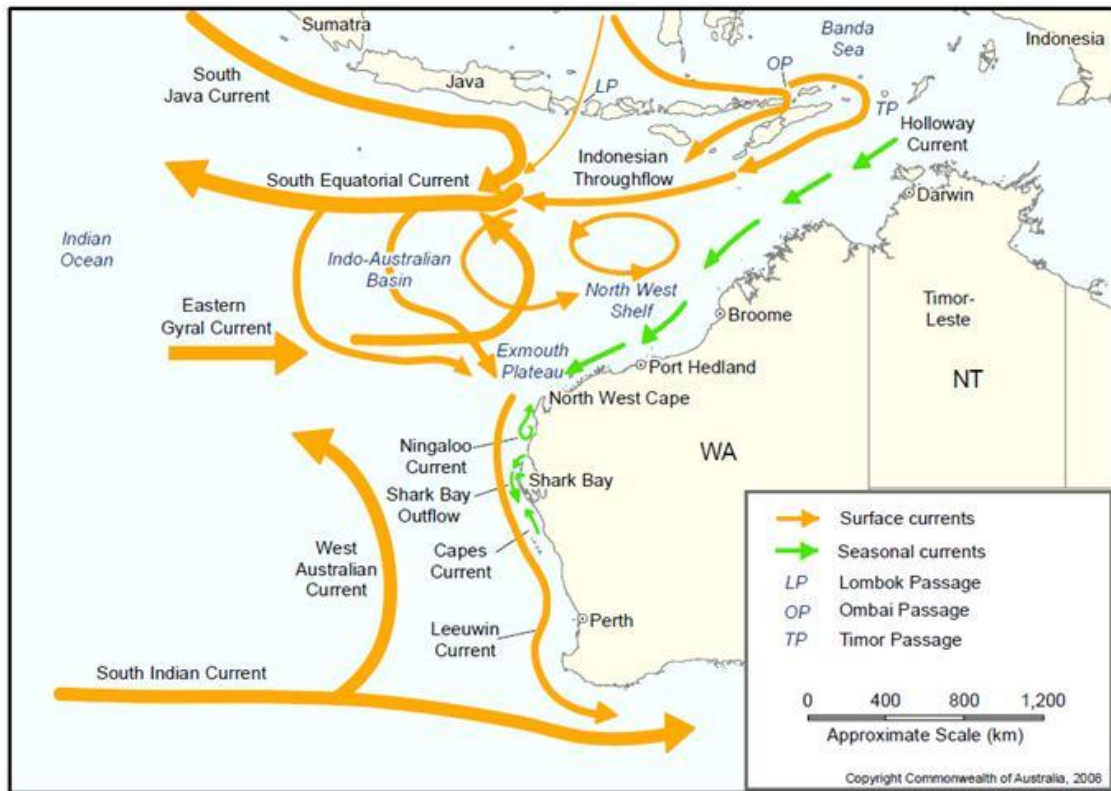 Sumatra
Banda
Sea
Indonesia
South
Java Current
Java
LP
OP
TP
Holloway
Current
Indonesian
Throughflow
South Equatorial Current
Darwin
Indian
Ocean
Indo-Australian
Basin
North West
Shelf
Eastern
Gyral Current
Broome
Timor-
Leste
Exmouth
Plateau
Port Hedland
NT
North West Cape
Ningaloo
Current
WA
Shark Bay
Shark Bay
Outflow
Surface currents
Seasonal currents
West
Australian
Current
Capes
Current
LP Lombok Passage
OP Ombai Passage
TP Timor Passage
Perth
Leeuwin
Current
South Indian Current
0 400 800 1,200
Approximate Scale (km)
Copyright Commonwealth of Australia, 2008